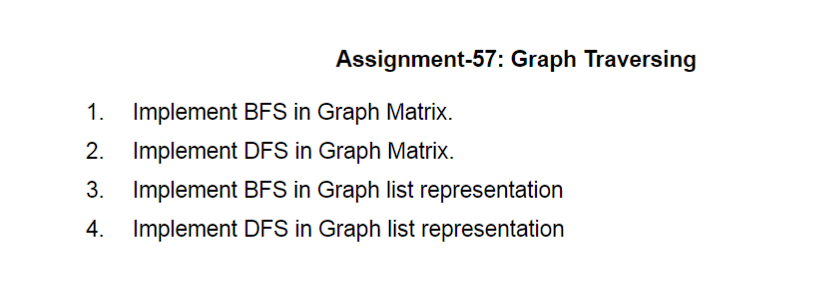 Assignment-57: Graph Traversing
1. Implement BFS in Graph Matrix.
2. Implement DFS in Graph Matrix.
3. Implement BFS in Graph list representation
4. Implement DFS in Graph list representation